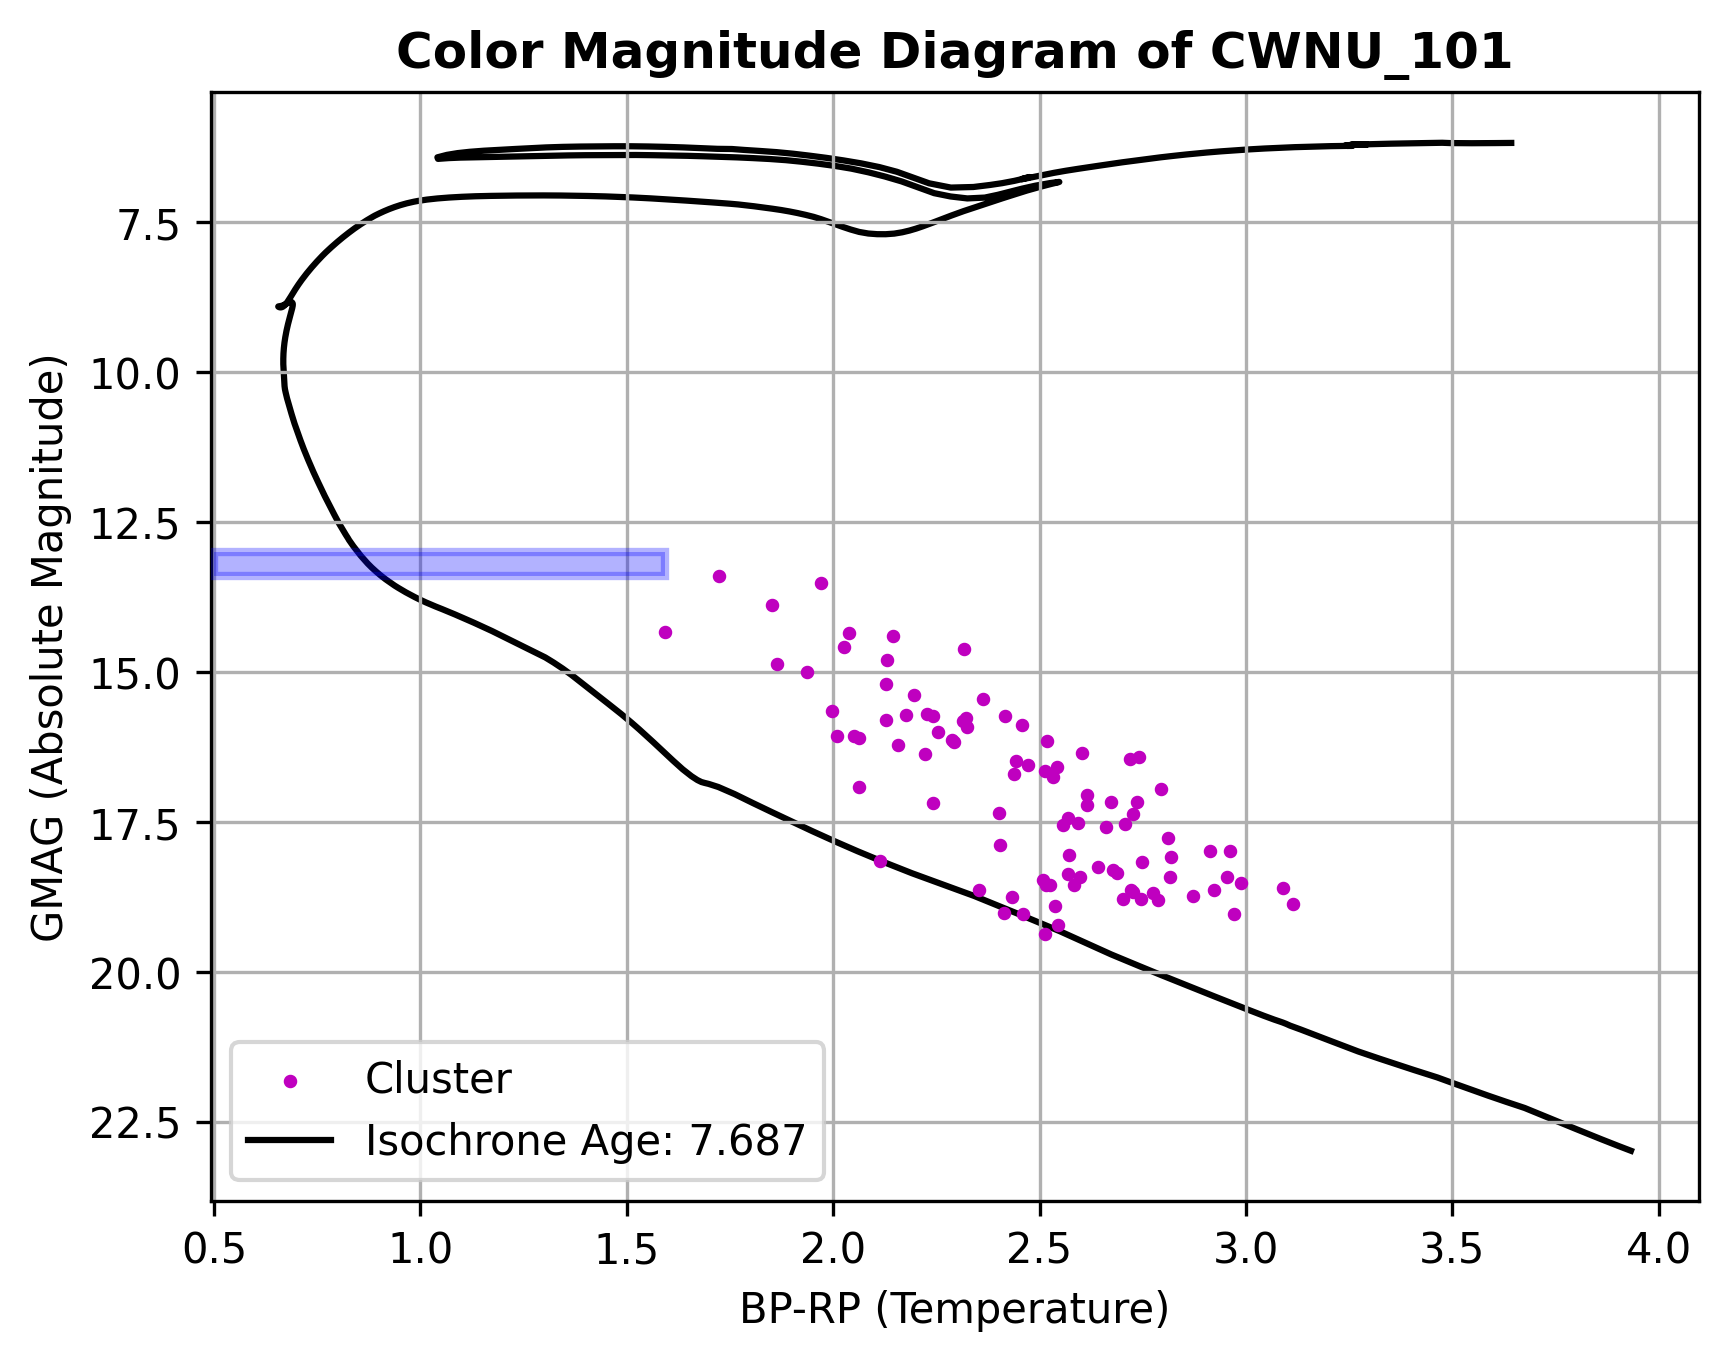 Color Magnitude Diagram of CWNU_101
GMAG (Absolute Magnitude)
7.5
10.0
12.5
15.0
17.5
20.0
22.5
Cluster
Isochrone Age: 7.687
0.5 1.0 1.5 2.0 2.5 3.0 3.5 4.0
BP-RP (Temperature)